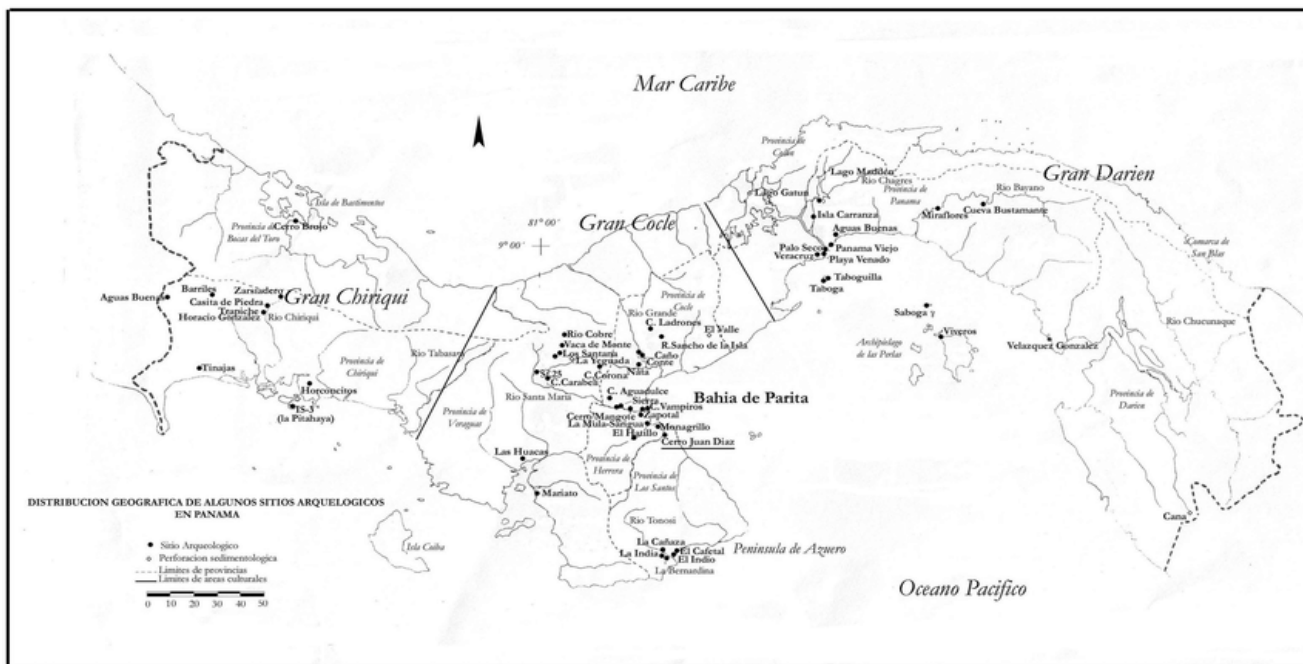 Mar Caribe
Provincia de
Colon
Lago Madden
Rio Chagres
Gran Darien
Provincia de
Panama
Rio Bayano
Lago Gatun
Isla de Bastimentos
Cerro Brujo
Provincia de
Bocas del Toro
81° 00´
9° 00´
Gran Cocle
Isla Carranza
Miraflores
Cueva Bustamante
Aguas Buenas
Palo Seco
Panama Viejo
Veracruz
Playa Venado
Comarca de
San Blas
Taboguilla
Taboga
Barriles
Zarsiadero
Aguas Buenas
Casita de Piedra
Gran Chiriqui
Trapiche
Horacio Gonzalez
Rio Chiriqui
Provincia de
Cocle
Rio Grande
C. Ladrones
El Valle
R.Sancho de la Isla
Saboga
Viveros
Archipielago
de las Perlas
Velazquez Gonzalez
Rio Chucunaque
Rio Cobre
Vaca de Monte
Los Santana
La Yeguada
Caño
Conte
Nata
C.Corona
Rio Tabasara
Provincia de
Chiriqui
Tinajas
Horconcitos
IS-3
(la Pitahaya)
C.Carabali
C. Aguadulce
Sierra
Bahia de Parita
Rio Santa Maria
C.Vampiros
Cerro Mangote
Zapotal
La Mula-Sarigua
Monagrillo
El Hatillo
Cerro Juan Diaz
Provincia de
Veraguas
Provincia de
Darien
Las Huacas
Provincia de
Herrera
Provincia de
Los Santos
Mariato
Cana
Rio Tonosi
La Cañaza
El Cafetal
La India
El Indio
La Bernardina
Peninsula de Azuero
Isla Coiba
Oceano Pacifico
DISTRIBUCION GEOGRAFICA DE ALGUNOS SITIOS ARQUELOGICOS
EN PANAMA
Sitio Arqueologico
Perforacion sedimentologica
Limites de provincias
Limites de areas culturales
0 10 20 30 40 50